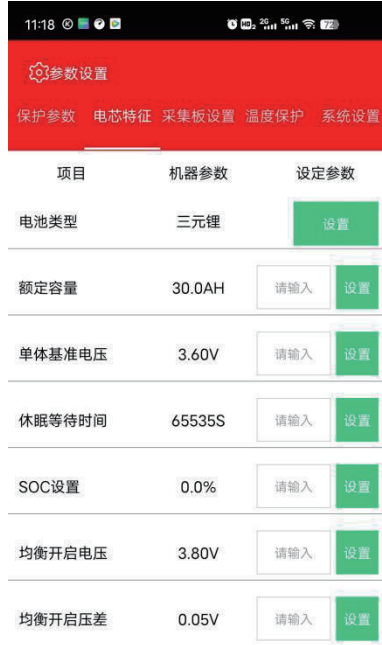 11:18
HD₂ 2G 5G 72
参数设置
保护参数 电芯特征 采集板设置 温度保护 系统设置
项目 机器参数 设定参数
电池类型 三元锂 设置
额定容量 30.0AH 请输入 设置
单体基准电压 3.60V 请输入 设置
休眠等待时间 65535S 请输入 设置
SOC设置 0.0% 请输入 设置
均衡开启电压 3.80V 请输入 设置
均衡开启压差 0.05V 请输入 设置